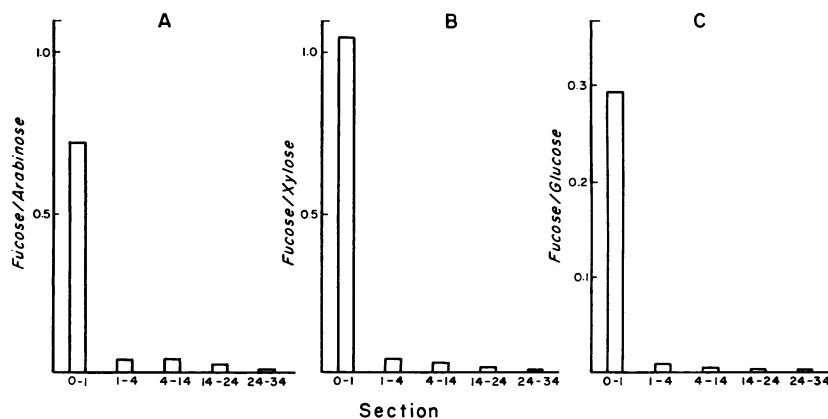 A
Fucose/Arabinose
1.0
0.5
0-1 1-4 4-14 14-24 24-34
B
Fucose/Xylose
1.0
0.5
0-1 1-4 4-14 14-24 24-34
C
Fucose/Glucose
0.3
0.2
0.1
0-1 1-4 4-14 14-24 24-34
Section